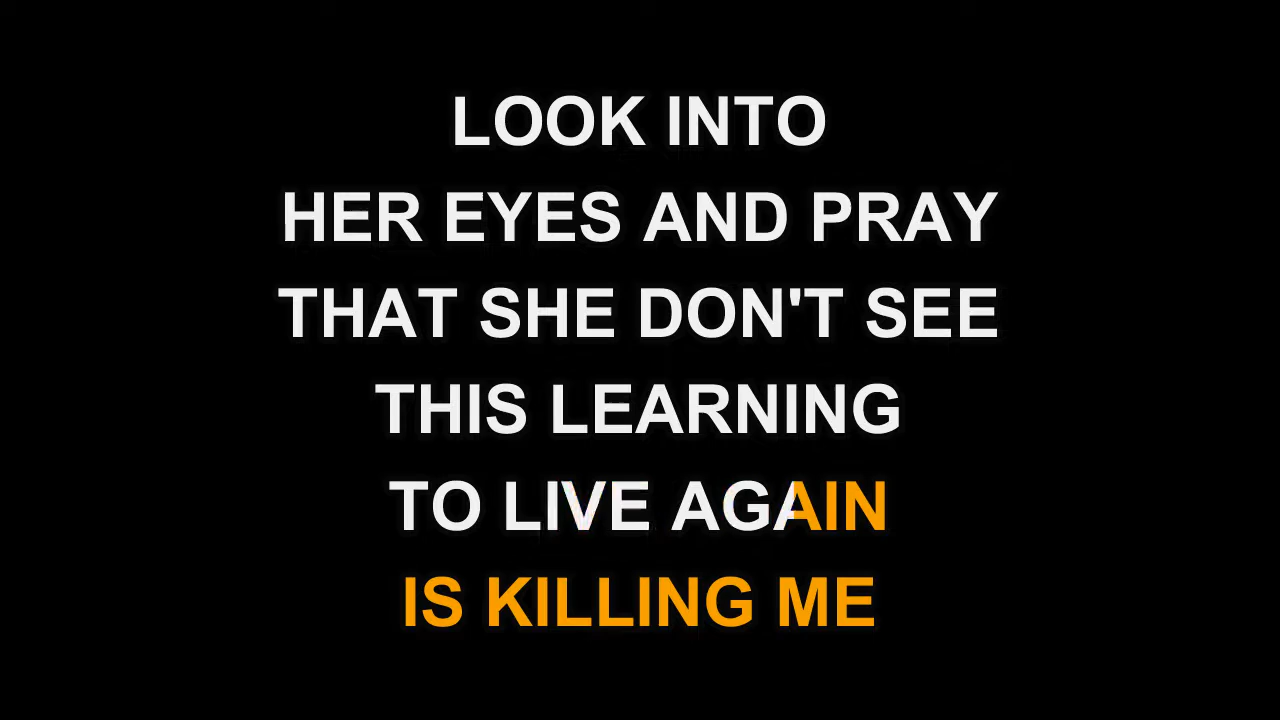 LOOK INTO
HER EYES AND PRAY
THAT SHE DON'T SEE
THIS LEARNING
TO LIVE AGAIN
IS KILLING ME